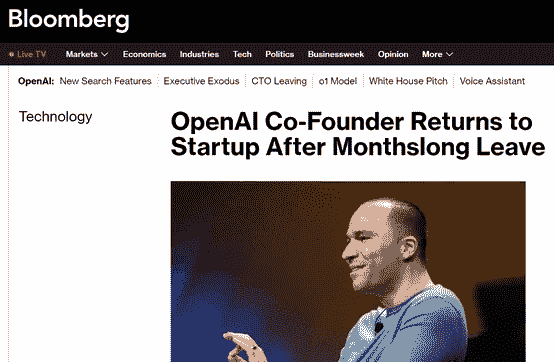 Bloomberg
Live TV Markets Economics Industries Tech Politics Businessweek Opinion More
OpenAI: New Search Features Executive Exodus CTO Leaving o1 Model White House Pitch Voice Assistant
Technology
OpenAI Co-Founder Returns to
Startup After Monthslong Leave